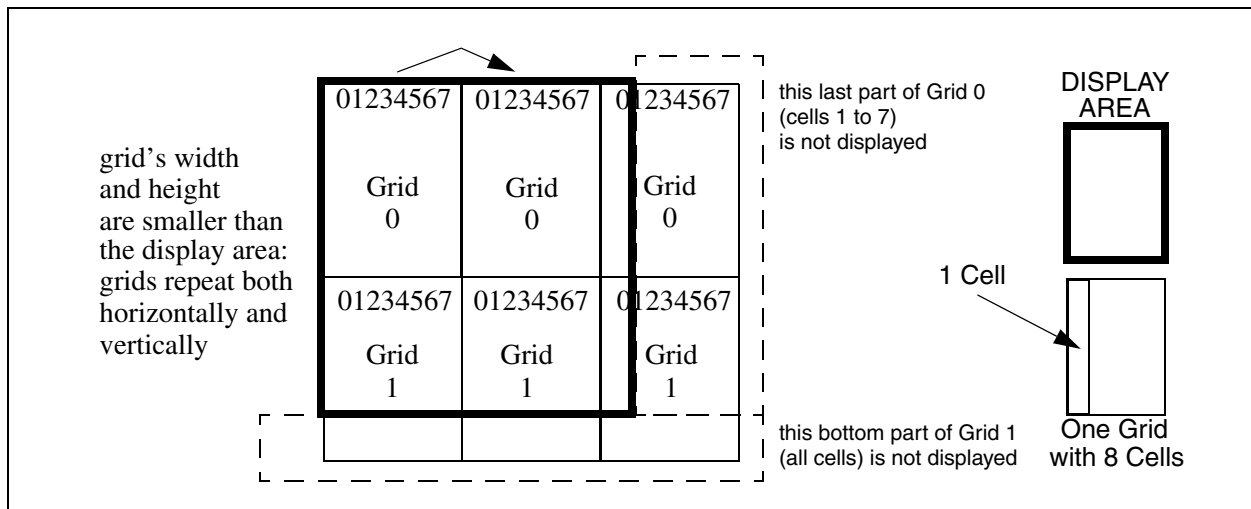 grid's width
and height
are smaller than
the display area:
grids repeat both
horizontally and
vertically
01234567 01234567 01234567
Grid Grid Grid
0 0 0
01234567 01234567 01234567
Grid Grid Grid
1 1 1
this last part of Grid 0
(cells 1 to 7)
is not displayed
this bottom part of Grid 1
(all cells) is not displayed
DISPLAY
AREA
1 Cell
One Grid
with 8 Cells